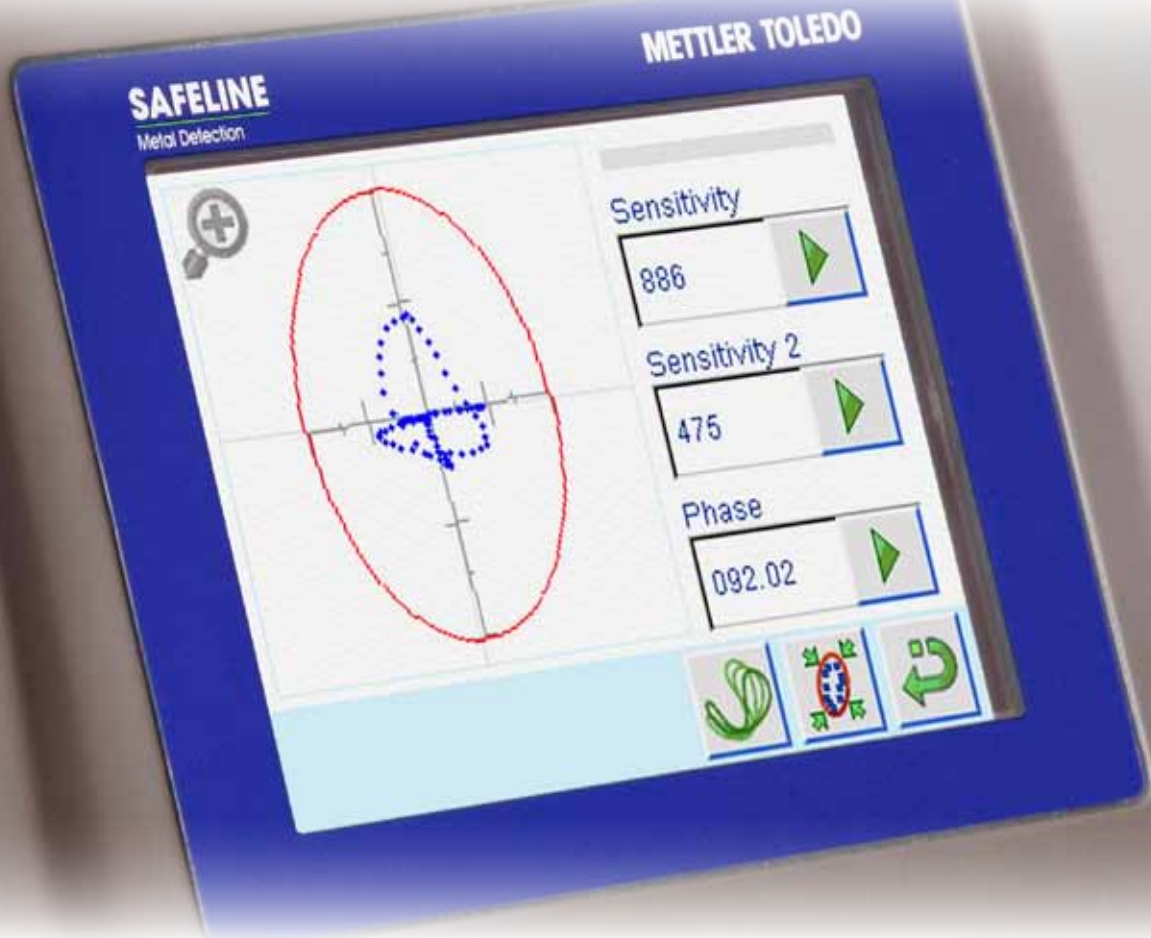 SAFELINE
Metal Detection
METTLER TOLEDO
Sensitivity
886
Sensitivity 2
475
Phase
092.02